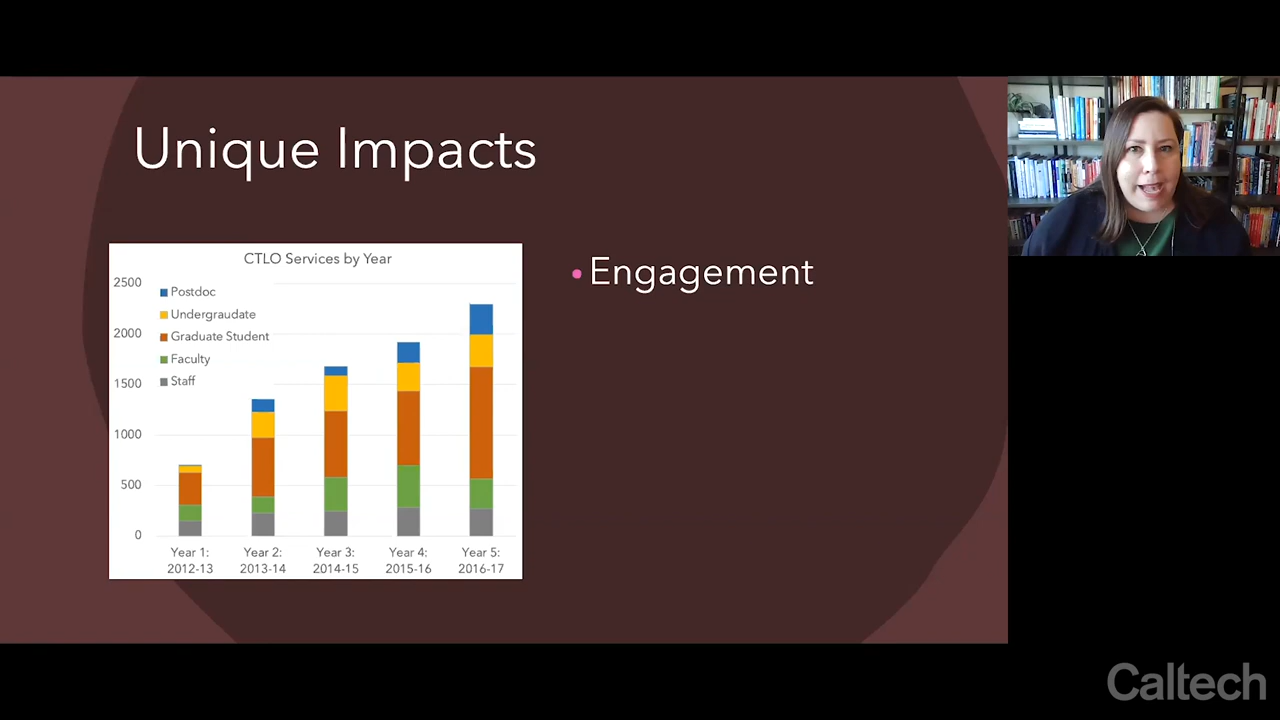 Unique Impacts
CTLO Services by Year
2500
2000
1500
1000
500
0
Postdoc
Undergraudate
Graduate Student
Faculty
Staff
Year 1: Year 2: Year 3: Year 4: Year 5:
2012-13 2013-14 2014-15 2015-16 2016-17
• Engagement
Caltech